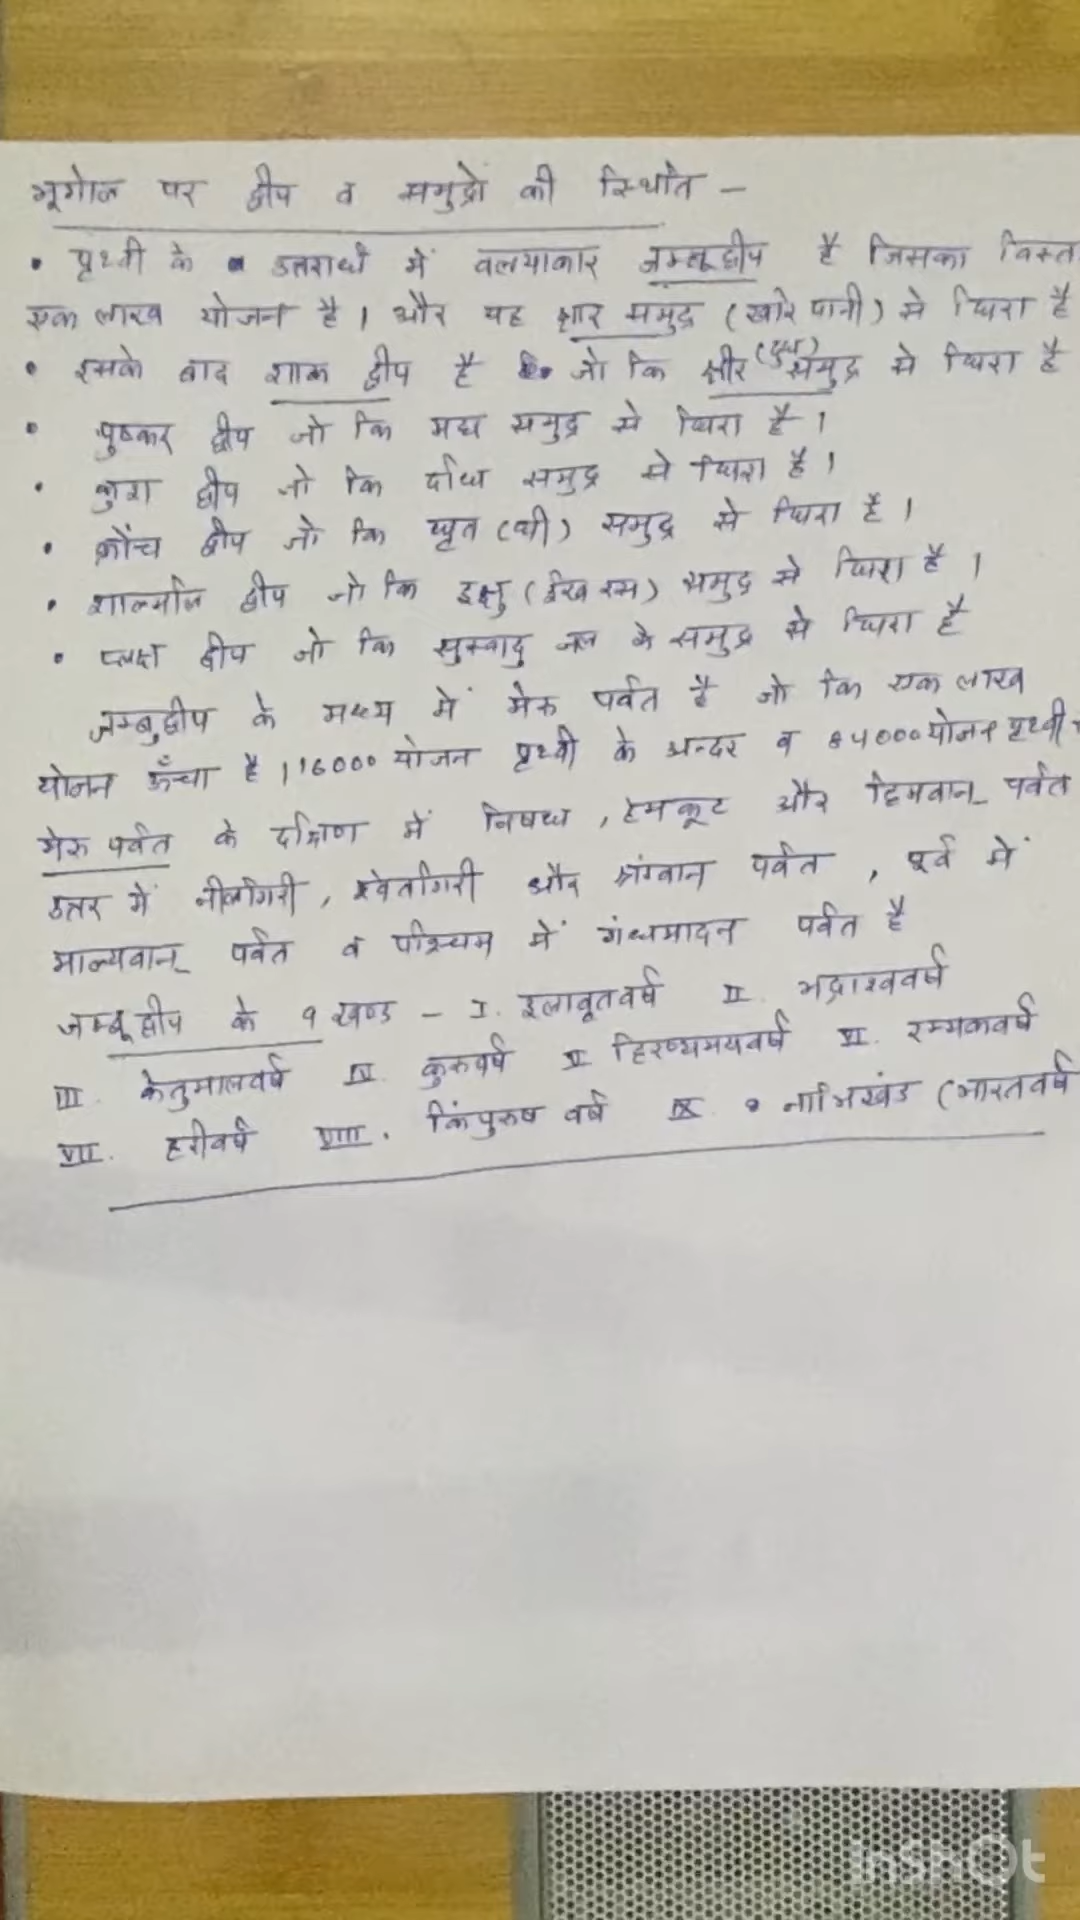 भूगोल पर द्वीप व समुद्रों की स्थिति –
• पृथ्वी के उत्तरार्ध में वलयाकार जम्बूद्वीप है जिसका विस्त
एक लाख योजन है। और यह क्षार समुद्र (खारे पानी) से घिरा है
• इसके बाद शाक द्वीप है जो कि क्षीर (दूध) समुद्र से घिरा है
• पुष्कर द्वीप जो कि मद्य समुद्र से घिरा है।
• कुश द्वीप जो कि दधि समुद्र से घिरा है।
• क्रौंच द्वीप जो कि घृत (घी) समुद्र से घिरा है।
• शाल्मलि द्वीप जो कि इक्षु (ईख रस) समुद्र से घिरा है।
• प्लक्ष द्वीप जो कि सुस्वादु जल के समुद्र से घिरा है
जम्बुद्वीप के मध्य में मेरु पर्वत है जो कि एक लाख
योजन ऊँचा है। 16000 योजन पृथ्वी के अन्दर व 84000 योजन पृथ्वी
मेरु पर्वत के दक्षिण में निषध, हेमकूट और हिमवान् पर्वत
उत्तर में नीलगिरी, श्वेतगिरी और श्रंगवान पर्वत, पूर्व में
माल्यवान् पर्वत व पश्चिम में गंधमादन पर्वत है
जम्बू द्वीप के 9 खण्ड – I. इलावृतवर्ष II. भद्राश्ववर्ष
III. केतुमालवर्ष IV. कुरुवर्ष V हिरण्यमयवर्ष VI. रम्यकवर्ष
VII. हरीवर्ष VIII. किंपुरुष वर्ष IX. नाभिखंड (भारतवर्ष
InShOt